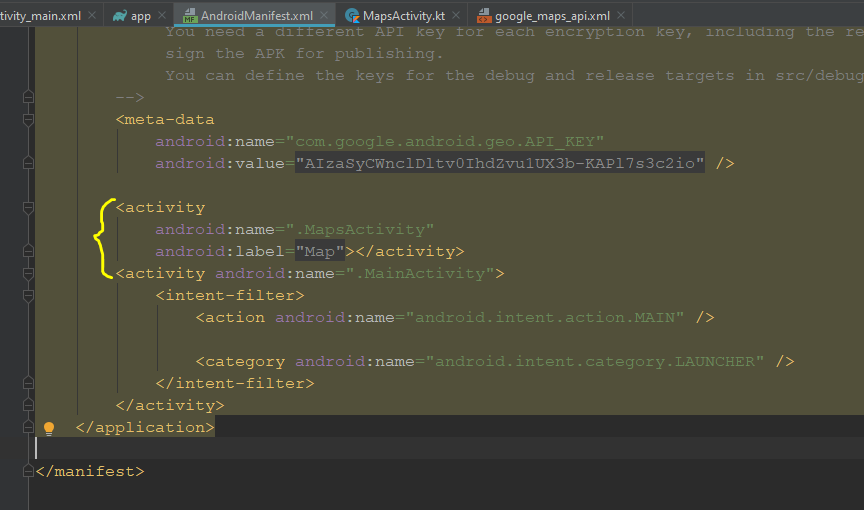 tivity_main.xml
app
AndroidManifest.xml
MapsActivity.kt
google_maps_api.xml
You need a different API key for each encryption key, including the re
sign the APK for publishing.
You can define the keys for the debug and release targets in src/debug
-->
<meta-data
android:name="com.google.android.geo.API_KEY"
android:value="AIzaSyCWnclDltv0IhdZvu1UX3b-KAPl7s3c2io" />
<activity
android:name=".MapsActivity"
android:label="Map"></activity>
<activity android:name=".MainActivity">
<intent-filter>
<action android:name="android.intent.action.MAIN" />
<category android:name="android.intent.category.LAUNCHER" />
</intent-filter>
</activity>
</application>
</manifest>